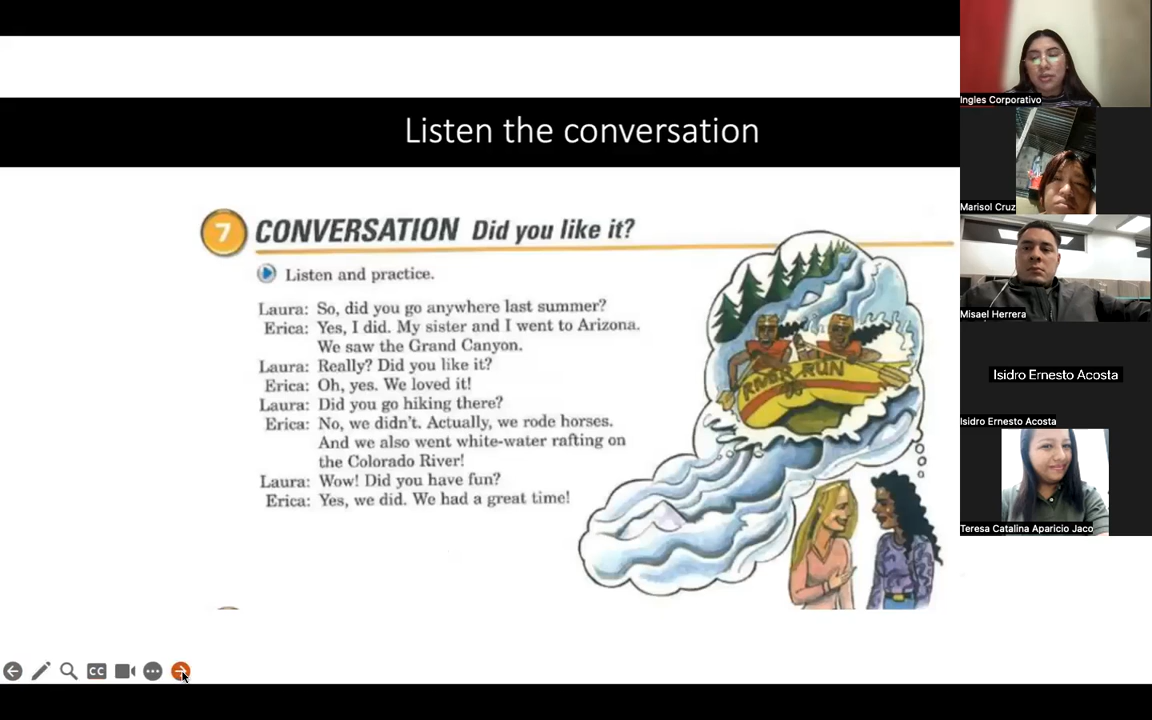 Listen the conversation
7 CONVERSATION Did you like it?
Listen and practice.
Laura: So, did you go anywhere last summer?
Erica: Yes, I did. My sister and I went to Arizona.
We saw the Grand Canyon.
Laura: Really? Did you like it?
Erica: Oh, yes. We loved it!
Laura: Did you go hiking there?
Erica: No, we didn't. Actually, we rode horses.
And we also went white-water rafting on
the Colorado River!
Laura: Wow! Did you have fun?
Erica: Yes, we did. We had a great time!
RIVER RUN
CC
Ingles Corporativo
Marisol Cruz
Misael Herrera
Isidro Ernesto Acosta
Isidro Ernesto Acosta
Teresa Catalina Aparicio Jaco